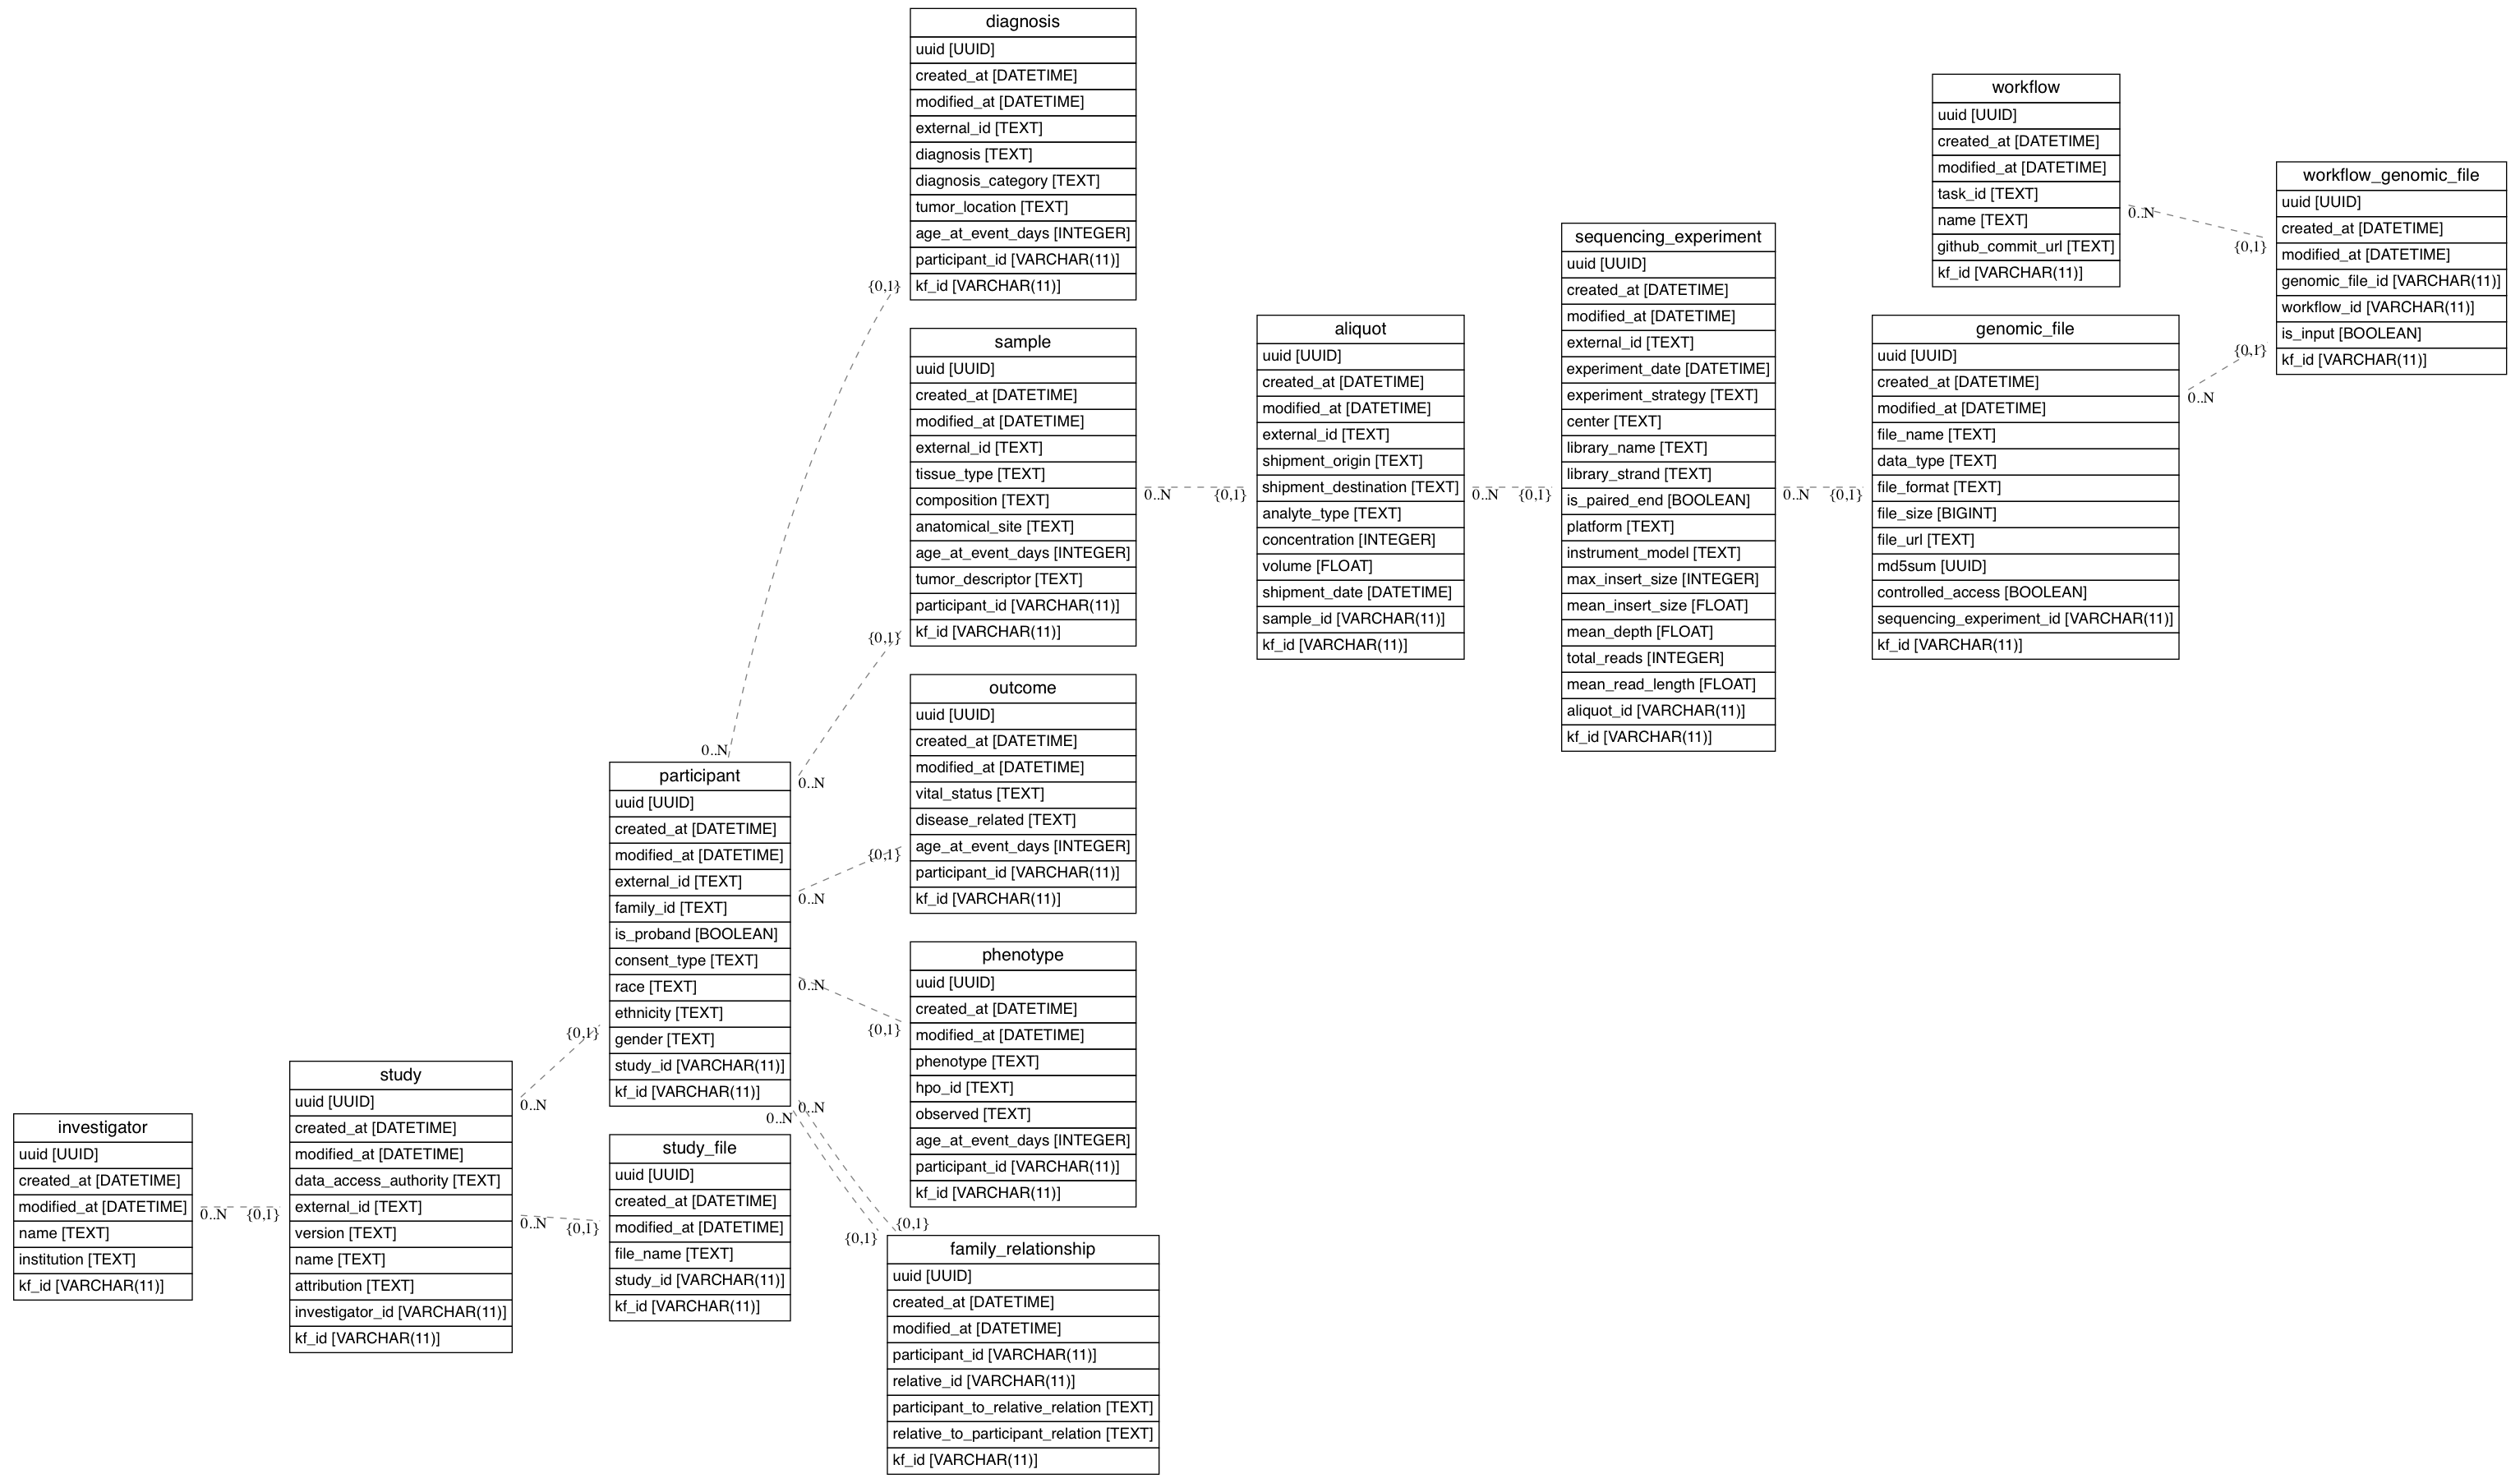 diagnosis
uuid [UUID]
created_at [DATETIME]
modified_at [DATETIME]
external_id [TEXT]
diagnosis [TEXT]
diagnosis_category [TEXT]
tumor_location [TEXT]
age_at_event_days [INTEGER]
participant_id [VARCHAR(11)]
kf_id [VARCHAR(11)]
{0,1}
0..N
sample
uuid [UUID]
created_at [DATETIME]
modified_at [DATETIME]
external_id [TEXT]
tissue_type [TEXT]
composition [TEXT]
anatomical_site [TEXT]
age_at_event_days [INTEGER]
tumor_descriptor [TEXT]
participant_id [VARCHAR(11)]
kf_id [VARCHAR(11)]
{0,1}
0..N
0..N
{0,1}
aliquot
uuid [UUID]
created_at [DATETIME]
modified_at [DATETIME]
external_id [TEXT]
shipment_origin [TEXT]
shipment_destination [TEXT]
analyte_type [TEXT]
concentration [INTEGER]
volume [FLOAT]
shipment_date [DATETIME]
sample_id [VARCHAR(11)]
kf_id [VARCHAR(11)]
0..N
{0,1}
sequencing_experiment
uuid [UUID]
created_at [DATETIME]
modified_at [DATETIME]
external_id [TEXT]
experiment_date [DATETIME]
experiment_strategy [TEXT]
center [TEXT]
library_name [TEXT]
library_strand [TEXT]
is_paired_end [BOOLEAN]
platform [TEXT]
instrument_model [TEXT]
max_insert_size [INTEGER]
mean_insert_size [FLOAT]
mean_depth [FLOAT]
total_reads [INTEGER]
mean_read_length [FLOAT]
aliquot_id [VARCHAR(11)]
kf_id [VARCHAR(11)]
0..N
{0,1}
workflow
uuid [UUID]
created_at [DATETIME]
modified_at [DATETIME]
task_id [TEXT]
name [TEXT]
github_commit_url [TEXT]
kf_id [VARCHAR(11)]
0..N
{0,1}
genomic_file
uuid [UUID]
created_at [DATETIME]
modified_at [DATETIME]
file_name [TEXT]
data_type [TEXT]
file_format [TEXT]
file_size [BIGINT]
file_url [TEXT]
md5sum [UUID]
controlled_access [BOOLEAN]
sequencing_experiment_id [VARCHAR(11)]
kf_id [VARCHAR(11)]
{0,1}
0..N
workflow_genomic_file
uuid [UUID]
created_at [DATETIME]
modified_at [DATETIME]
genomic_file_id [VARCHAR(11)]
workflow_id [VARCHAR(11)]
is_input [BOOLEAN]
kf_id [VARCHAR(11)]
outcome
uuid [UUID]
created_at [DATETIME]
modified_at [DATETIME]
vital_status [TEXT]
disease_related [TEXT]
age_at_event_days [INTEGER]
participant_id [VARCHAR(11)]
kf_id [VARCHAR(11)]
{0,1}
0..N
participant
uuid [UUID]
created_at [DATETIME]
modified_at [DATETIME]
external_id [TEXT]
family_id [TEXT]
is_proband [BOOLEAN]
consent_type [TEXT]
race [TEXT]
ethnicity [TEXT]
gender [TEXT]
study_id [VARCHAR(11)]
kf_id [VARCHAR(11)]
phenotype
uuid [UUID]
created_at [DATETIME]
modified_at [DATETIME]
phenotype [TEXT]
hpo_id [TEXT]
observed [TEXT]
age_at_event_days [INTEGER]
participant_id [VARCHAR(11)]
kf_id [VARCHAR(11)]
0..N
{0,1}
{0,1}
0..N
investigator
uuid [UUID]
created_at [DATETIME]
modified_at [DATETIME]
name [TEXT]
institution [TEXT]
kf_id [VARCHAR(11)]
0..N
{0,1}
study
uuid [UUID]
created_at [DATETIME]
modified_at [DATETIME]
data_access_authority [TEXT]
external_id [TEXT]
version [TEXT]
name [TEXT]
attribution [TEXT]
investigator_id [VARCHAR(11)]
kf_id [VARCHAR(11)]
0..N
{0,1}
study_file
uuid [UUID]
created_at [DATETIME]
modified_at [DATETIME]
file_name [TEXT]
study_id [VARCHAR(11)]
kf_id [VARCHAR(11)]
0..N
0..N
{0,1}
{0,1}
family_relationship
uuid [UUID]
created_at [DATETIME]
modified_at [DATETIME]
participant_id [VARCHAR(11)]
relative_id [VARCHAR(11)]
participant_to_relative_relation [TEXT]
relative_to_participant_relation [TEXT]
kf_id [VARCHAR(11)]